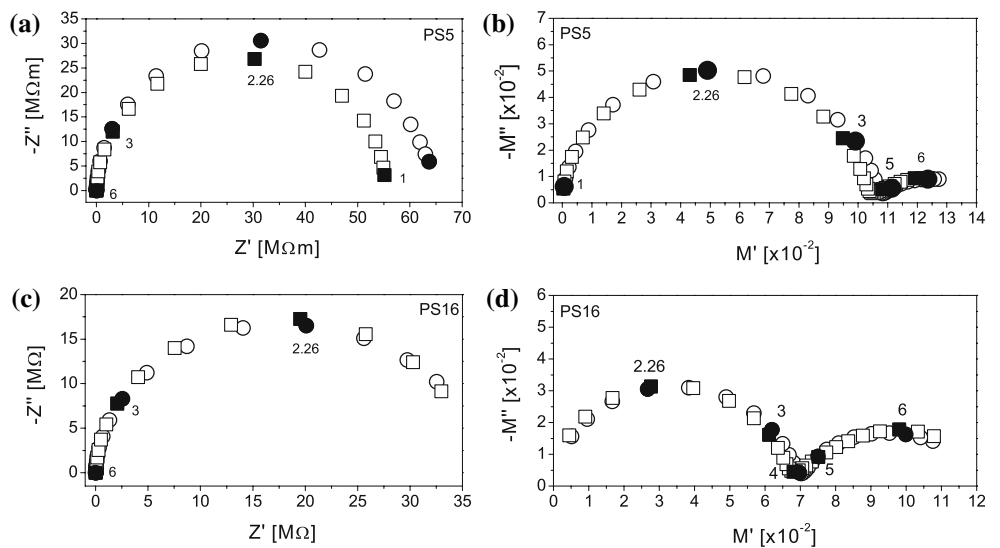 (a)
-Z'' [MΩm]
35
30
25
20
15
10
5
0
PS5
2.26
3
1
6
0 10 20 30 40 50 60 70
Z' [MΩm]
(b)
-M'' [x10⁻²]
7
6
5
4
3
2
1
0
PS5
2.26
3
5
6
1
0 1 2 3 4 5 6 7 8 9 10 11 12 13 14
M' [x10⁻²]
(c)
-Z'' [MΩ]
20
15
10
5
0
PS16
2.26
3
6
0 5 10 15 20 25 30 35
Z' [MΩ]
(d)
-M'' [x10⁻²]
6
5
4
3
2
1
0
PS16
2.26
3
6
4
5
0 1 2 3 4 5 6 7 8 9 10 11 12
M' [x10⁻²]